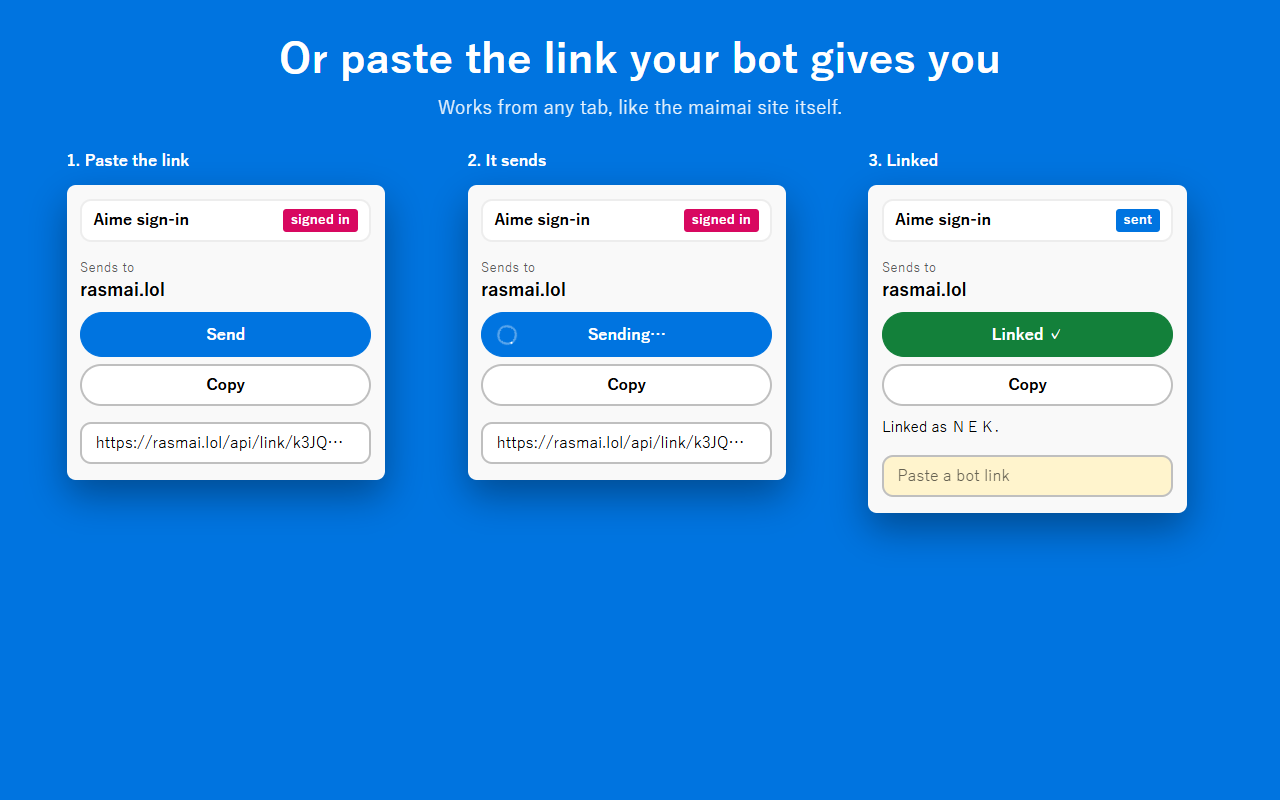 Or paste the link your bot gives you
Works from any tab, like the maimai site itself.
1. Paste the link
Aime sign-in
signed in
Sends to
rasmai.lol
Send
Copy
https://rasmai.lol/api/link/k3JQ···
2. It sends
Aime sign-in
signed in
Sends to
rasmai.lol
Sending···
Copy
https://rasmai.lol/api/link/k3JQ···
3. Linked
Aime sign-in
sent
Sends to
rasmai.lol
Linked ✓
Copy
Linked as ＮＥＫ.
Paste a bot link